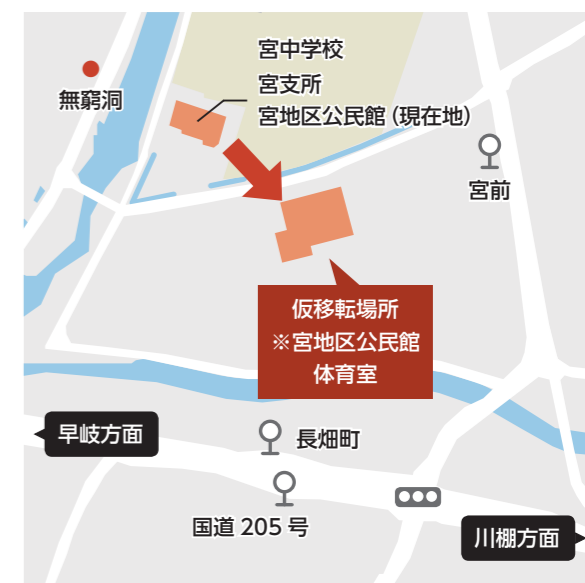 宮中学校
宮支所
宮地区公民館（現在地）
無窮洞
宮前
仮移転場所
※宮地区公民館
体育室
早岐方面
長畑町
国道 205 号
川棚方面